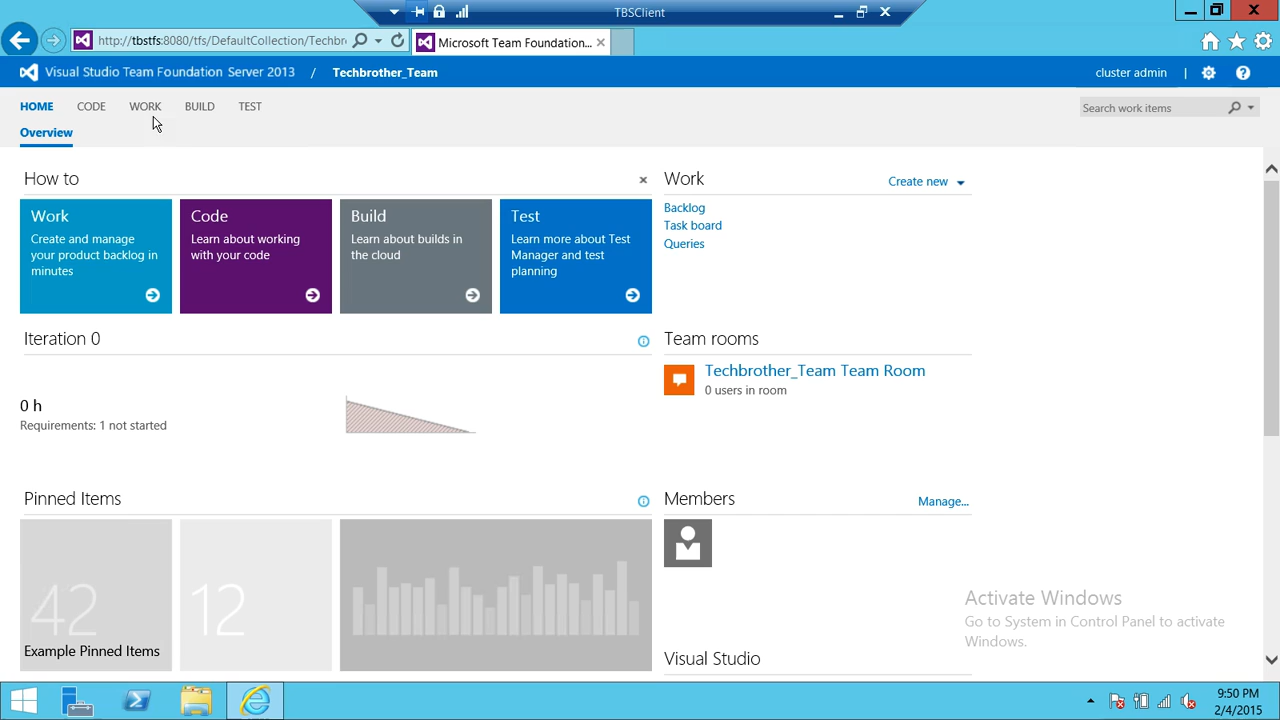 TBSClient
http://tbstfs:8080/tfs/DefaultCollection/Techbr
Microsoft Team Foundation...
Visual Studio Team Foundation Server 2013 / Techbrother_Team
cluster admin
HOME CODE WORK BUILD TEST
Search work items
Overview
How to
Work
Create and manage
your product backlog in
minutes
Code
Learn about working
with your code
Build
Learn about builds in
the cloud
Test
Learn more about Test
Manager and test
planning
Work
Create new
Backlog
Task board
Queries
Iteration 0
0 h
Requirements: 1 not started
Team rooms
Techbrother_Team Team Room
0 users in room
Pinned Items
42
Example Pinned Items
12
Members
Manage...
Activate Windows
Go to System in Control Panel to activate
Windows.
Visual Studio
9:50 PM
2/4/2015